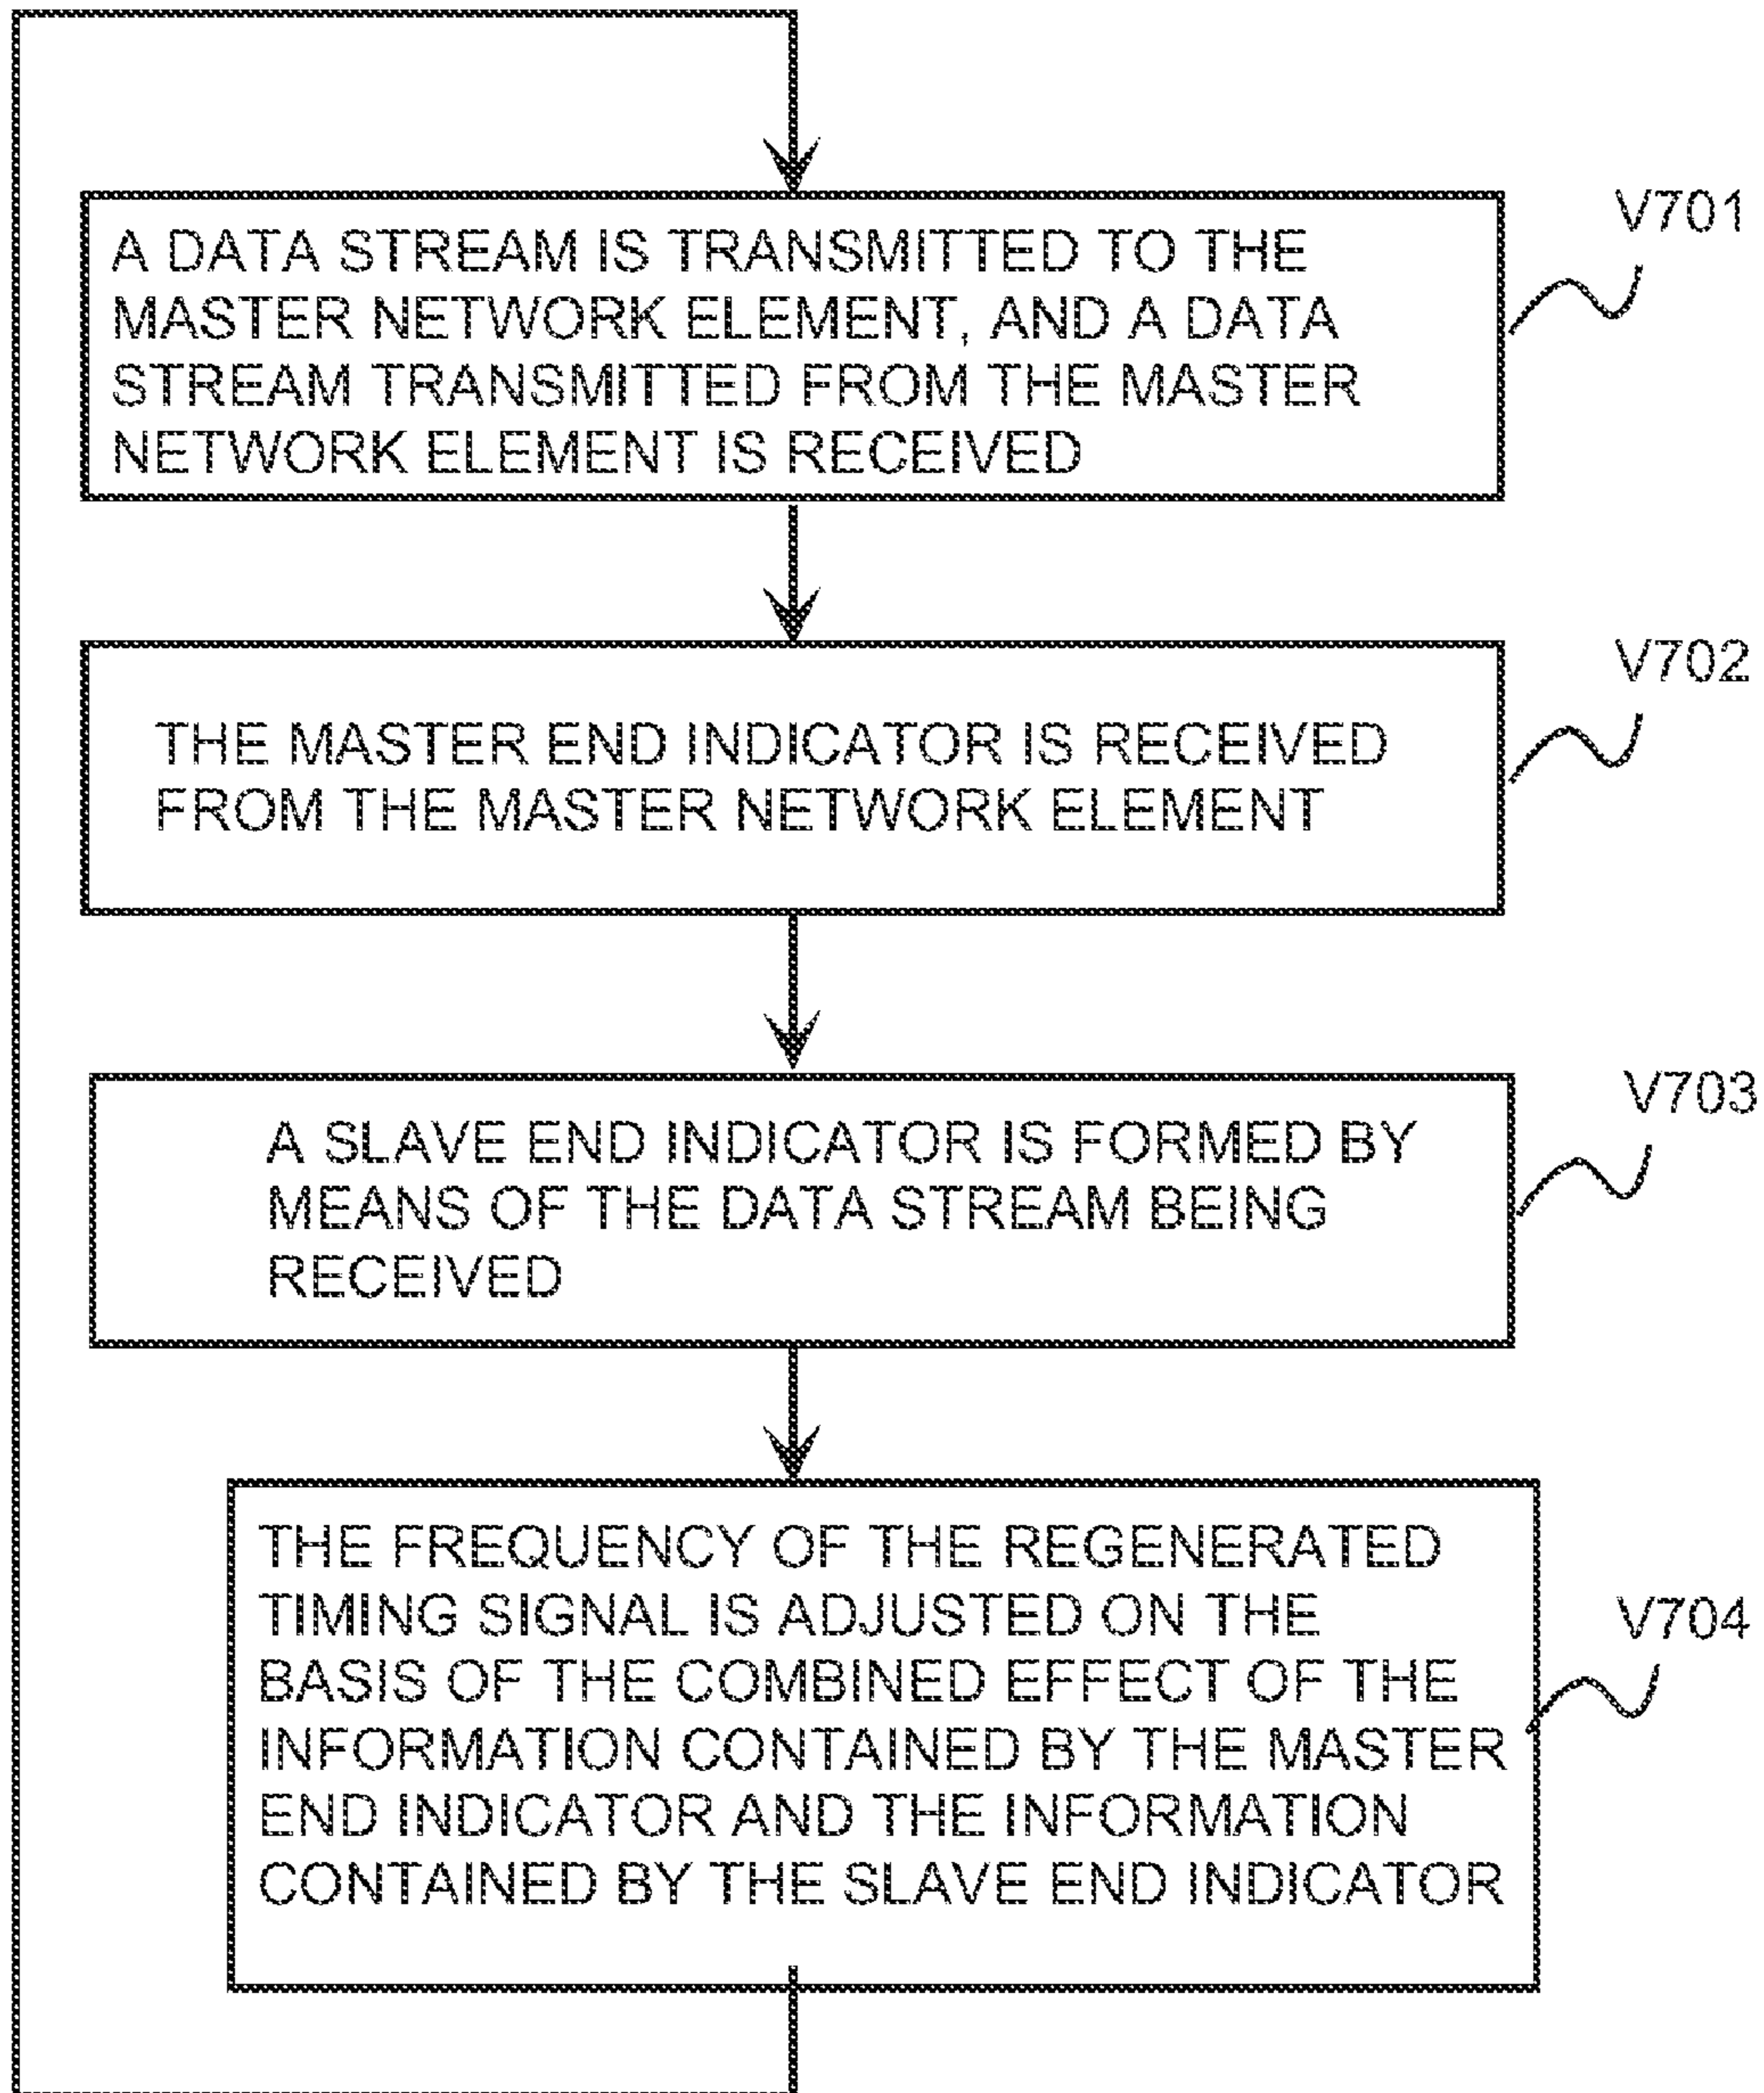 A DATA STREAM IS TRANSMITTED TO THE
MASTER NETWORK ELEMENT, AND A DATA
STREAM TRANSMITTED FROM THE MASTER
NETWORK ELEMENT IS RECEIVED
V701
THE MASTER END INDICATOR IS RECEIVED
FROM THE MASTER NETWORK ELEMENT
V702
A SLAVE END INDICATOR IS FORMED BY
MEANS OF THE DATA STREAM BEING
RECEIVED
V703
THE FREQUENCY OF THE REGENERATED
TIMING SIGNAL IS ADJUSTED ON THE
BASIS OF THE COMBINED EFFECT OF THE
INFORMATION CONTAINED BY THE MASTER
END INDICATOR AND THE INFORMATION
CONTAINED BY THE SLAVE END INDICATOR
V704